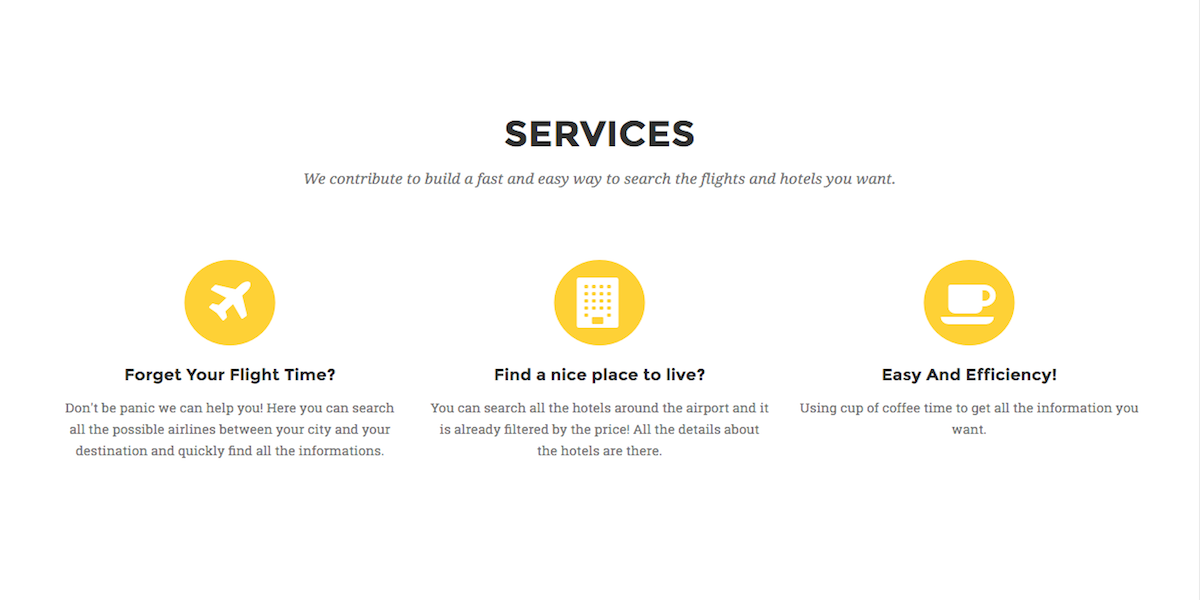 SERVICES
We contribute to build a fast and easy way to search the flights and hotels you want.
Forget Your Flight Time?
Don't be panic we can help you! Here you can search
all the possible airlines between your city and your
destination and quickly find all the informations.
Find a nice place to live?
You can search all the hotels around the airport and it
is already filtered by the price! All the details about
the hotels are there.
Easy And Efficiency!
Using cup of coffee time to get all the information you
want.